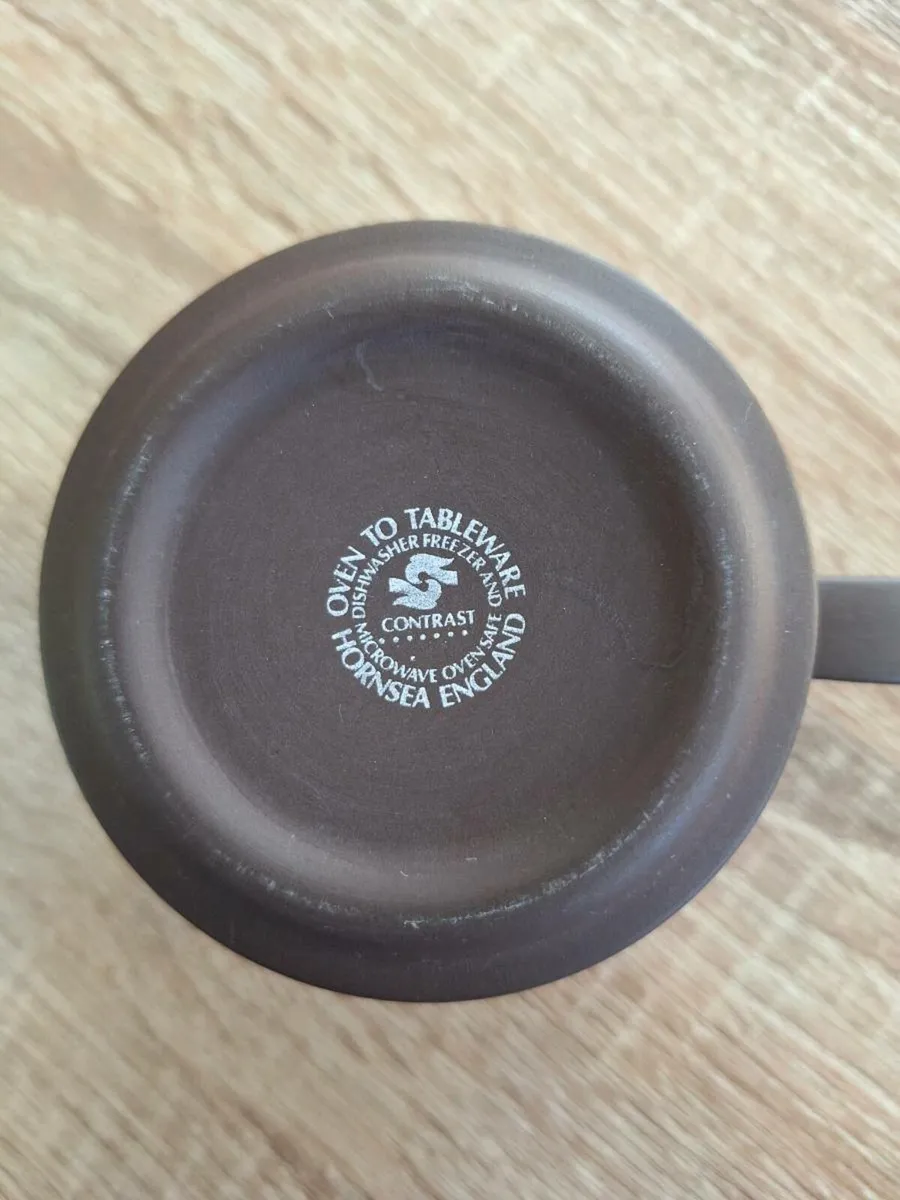 OVEN TO TABLEWARE
DISHWASHER FREEZER AND
CONTRAST
MICROWAVE OVEN SAFE
HORNSEA ENGLAND